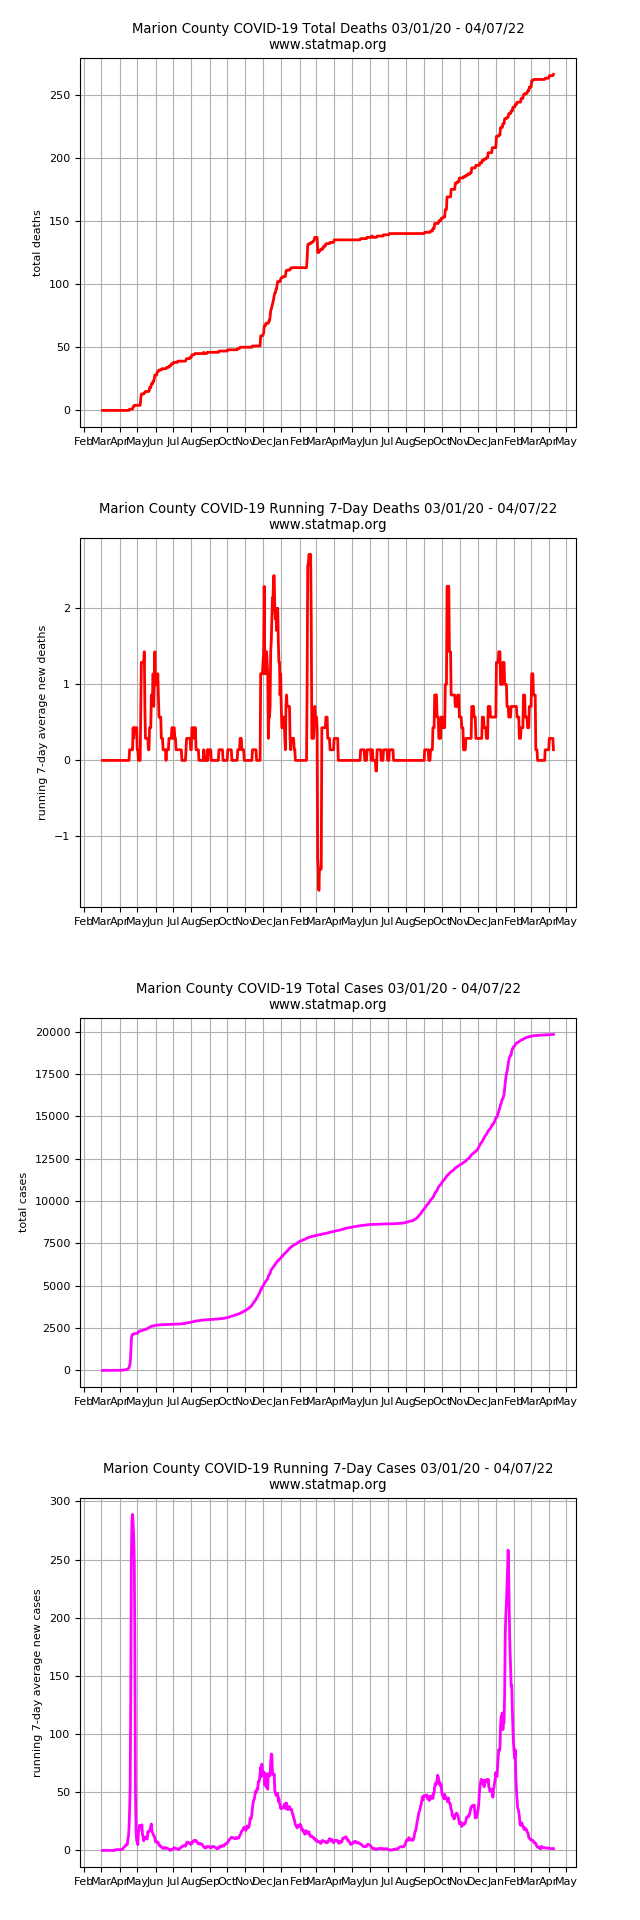 Marion County COVID-19 Total Deaths 03/01/20 - 04/07/22
www.statmap.org
250
200
150
100
50
0
total deaths
Feb Mar Apr May Jun Jul Aug Sep Oct Nov Dec Jan Feb Mar Apr May Jun Jul Aug Sep Oct Nov Dec Jan Feb Mar Apr May
Marion County COVID-19 Running 7-Day Deaths 03/01/20 - 04/07/22
www.statmap.org
2
1
0
−1
running 7-day average new deaths
Feb Mar Apr May Jun Jul Aug Sep Oct Nov Dec Jan Feb Mar Apr May Jun Jul Aug Sep Oct Nov Dec Jan Feb Mar Apr May
Marion County COVID-19 Total Cases 03/01/20 - 04/07/22
www.statmap.org
20000
17500
15000
12500
10000
7500
5000
2500
0
total cases
Feb Mar Apr May Jun Jul Aug Sep Oct Nov Dec Jan Feb Mar Apr May Jun Jul Aug Sep Oct Nov Dec Jan Feb Mar Apr May
Marion County COVID-19 Running 7-Day Cases 03/01/20 - 04/07/22
www.statmap.org
300
250
200
150
100
50
0
running 7-day average new cases
Feb Mar Apr May Jun Jul Aug Sep Oct Nov Dec Jan Feb Mar Apr May Jun Jul Aug Sep Oct Nov Dec Jan Feb Mar Apr May